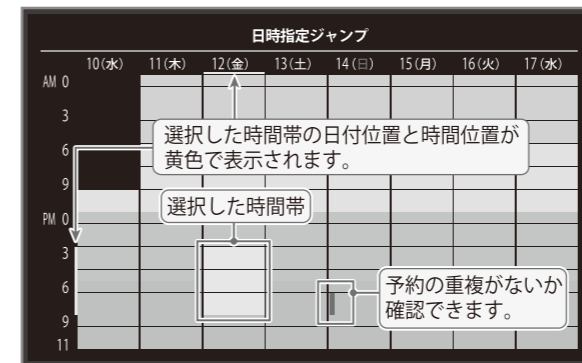 日時指定ジャンプ
10(水) 11(木) 12(金) 13(土) 14(日) 15(月) 16(火) 17(水)
AM 0
3
選択した時間帯の日付位置と時間位置が
黄色で表示されます。
6
9
選択した時間帯
PM 0
3
予約の重複がないか
確認できます。
6
9
11